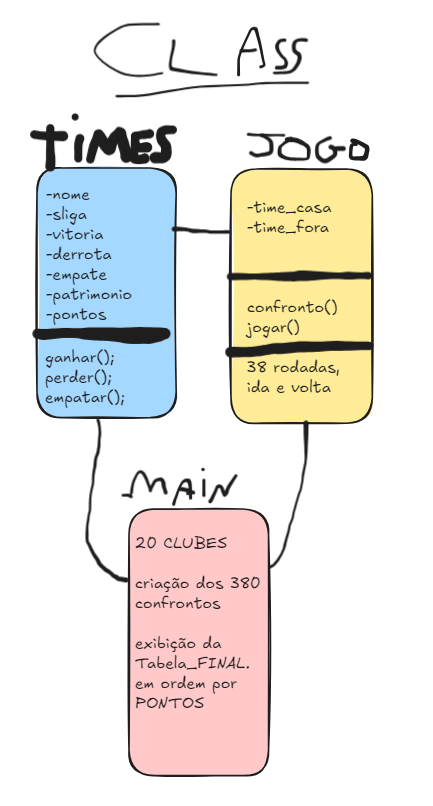 CLASS
TiMES
JOGO
-nome
-sliga
-vitoria
-derrota
-empate
-patrimonio
-pontos
ganhar();
perder();
empatar();
-time_casa
-time_fora
confronto()
jogar()
38 rodadas,
ida e volta
MAiN
20 CLUBES
criação dos 380
confrontos
exibição da
Tabela_FINAL.
em ordem por
PONTOS